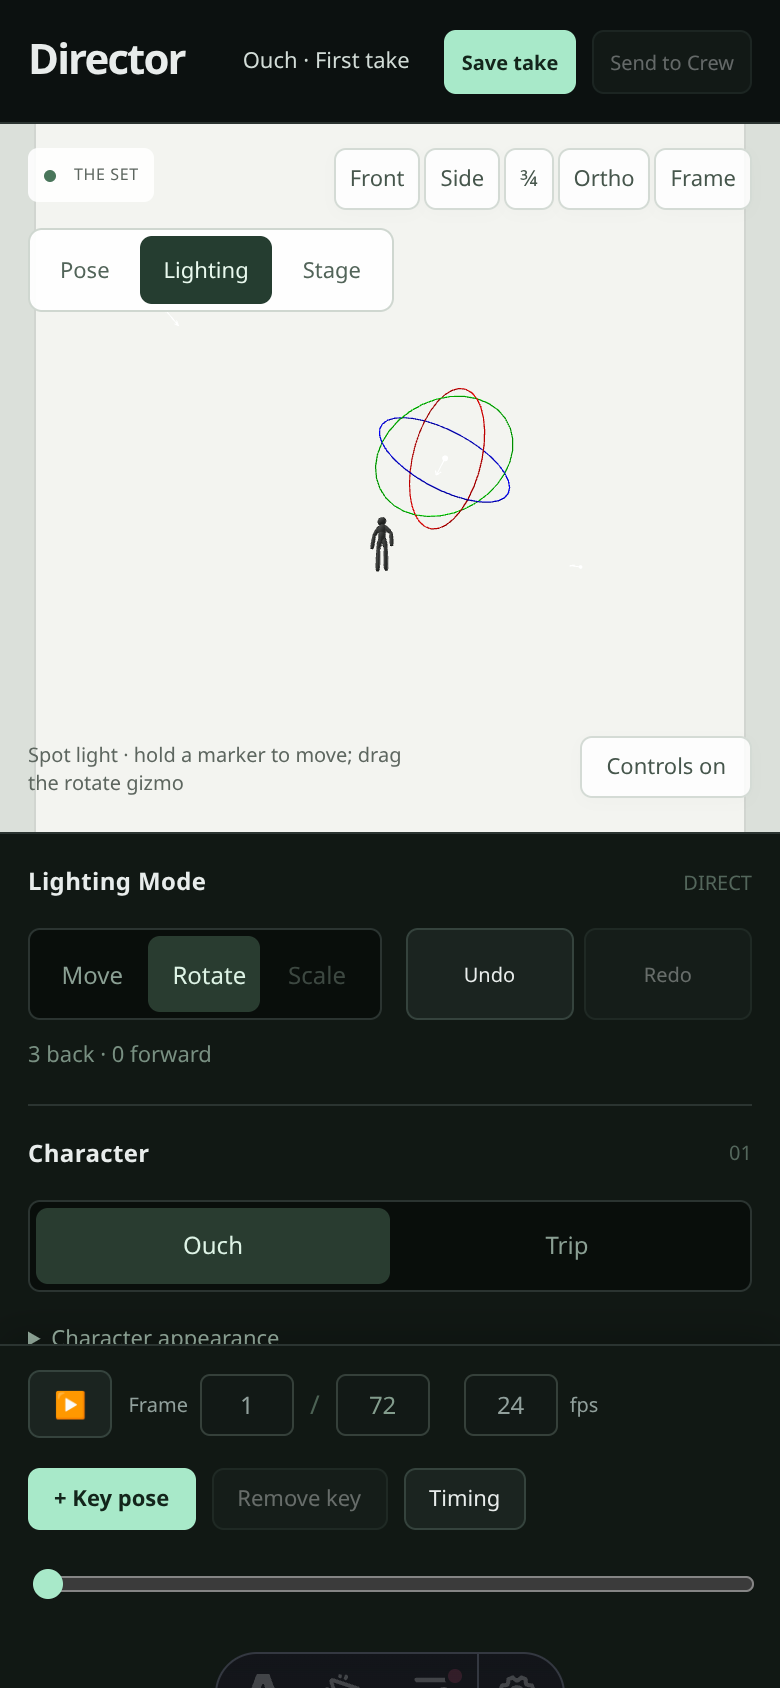 Director
Ouch · First take
Save take
Send to Crew
THE SET
Front
Side
¾
Ortho
Frame
Pose
Lighting
Stage
Spot light · hold a marker to move; drag
the rotate gizmo
Controls on
Lighting Mode
DIRECT
Move
Rotate
Scale
Undo
Redo
3 back · 0 forward
Character
01
Ouch
Trip
▶ Character appearance
Frame
1
/
72
24
fps
+ Key pose
Remove key
Timing